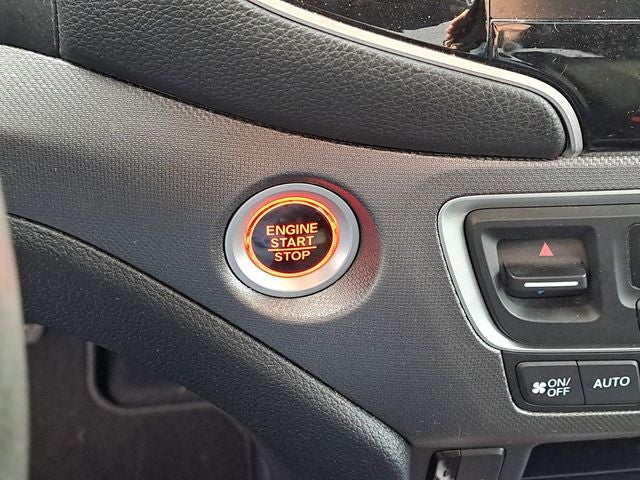 ENGINE
START
STOP
ON/
OFF
AUTO